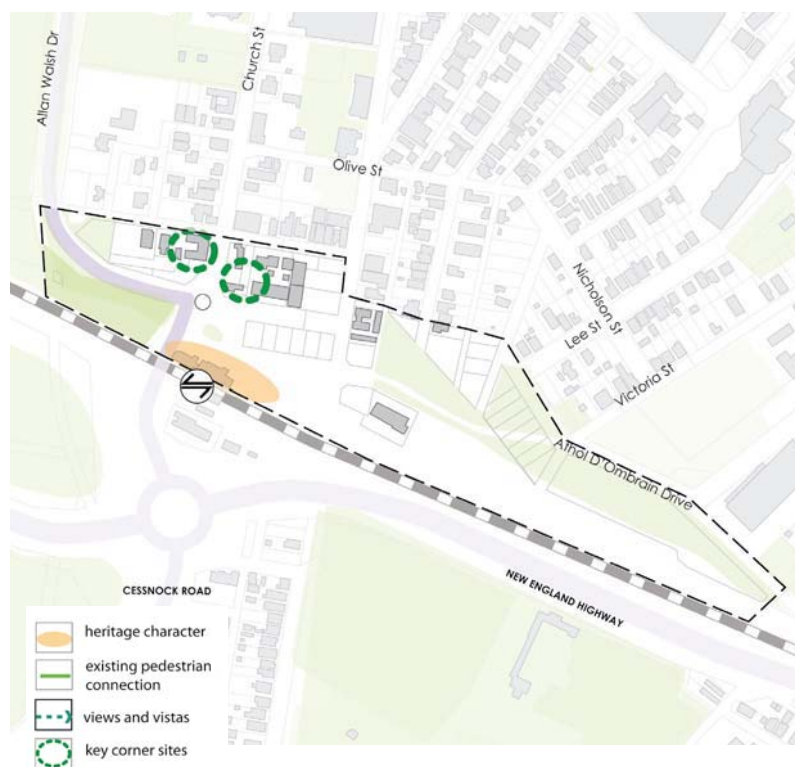 Allan Walsh Dr
Church St
Olive St
Nicholson St
Lee St
Victoria St
Athol D'Ombrain Drive
CESSNOCK ROAD
NEW ENGLAND HIGHWAY
heritage character
existing pedestrian
connection
views and vistas
key corner sites